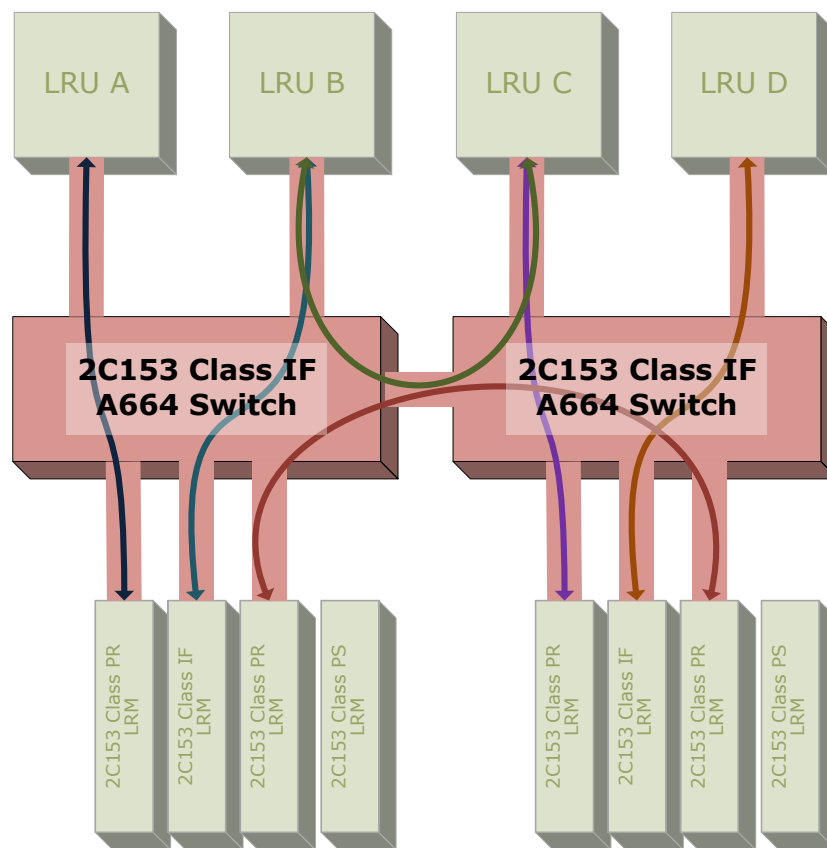 LRU A
LRU B
LRU C
LRU D
2C153 Class IF
A664 Switch
2C153 Class IF
A664 Switch
2C153 Class PR
LRM
2C153 Class IF
LRM
2C153 Class PR
LRM
2C153 Class PS
LRM
2C153 Class PR
LRM
2C153 Class IF
LRM
2C153 Class PR
LRM
2C153 Class PS
LRM